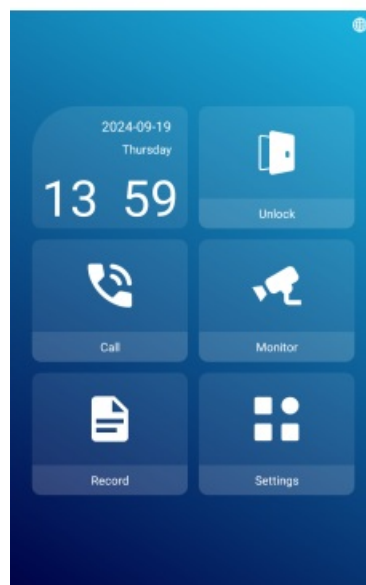 2024-09-19
Thursday
13 59
Unlock
Call
Monitor
Record
Settings